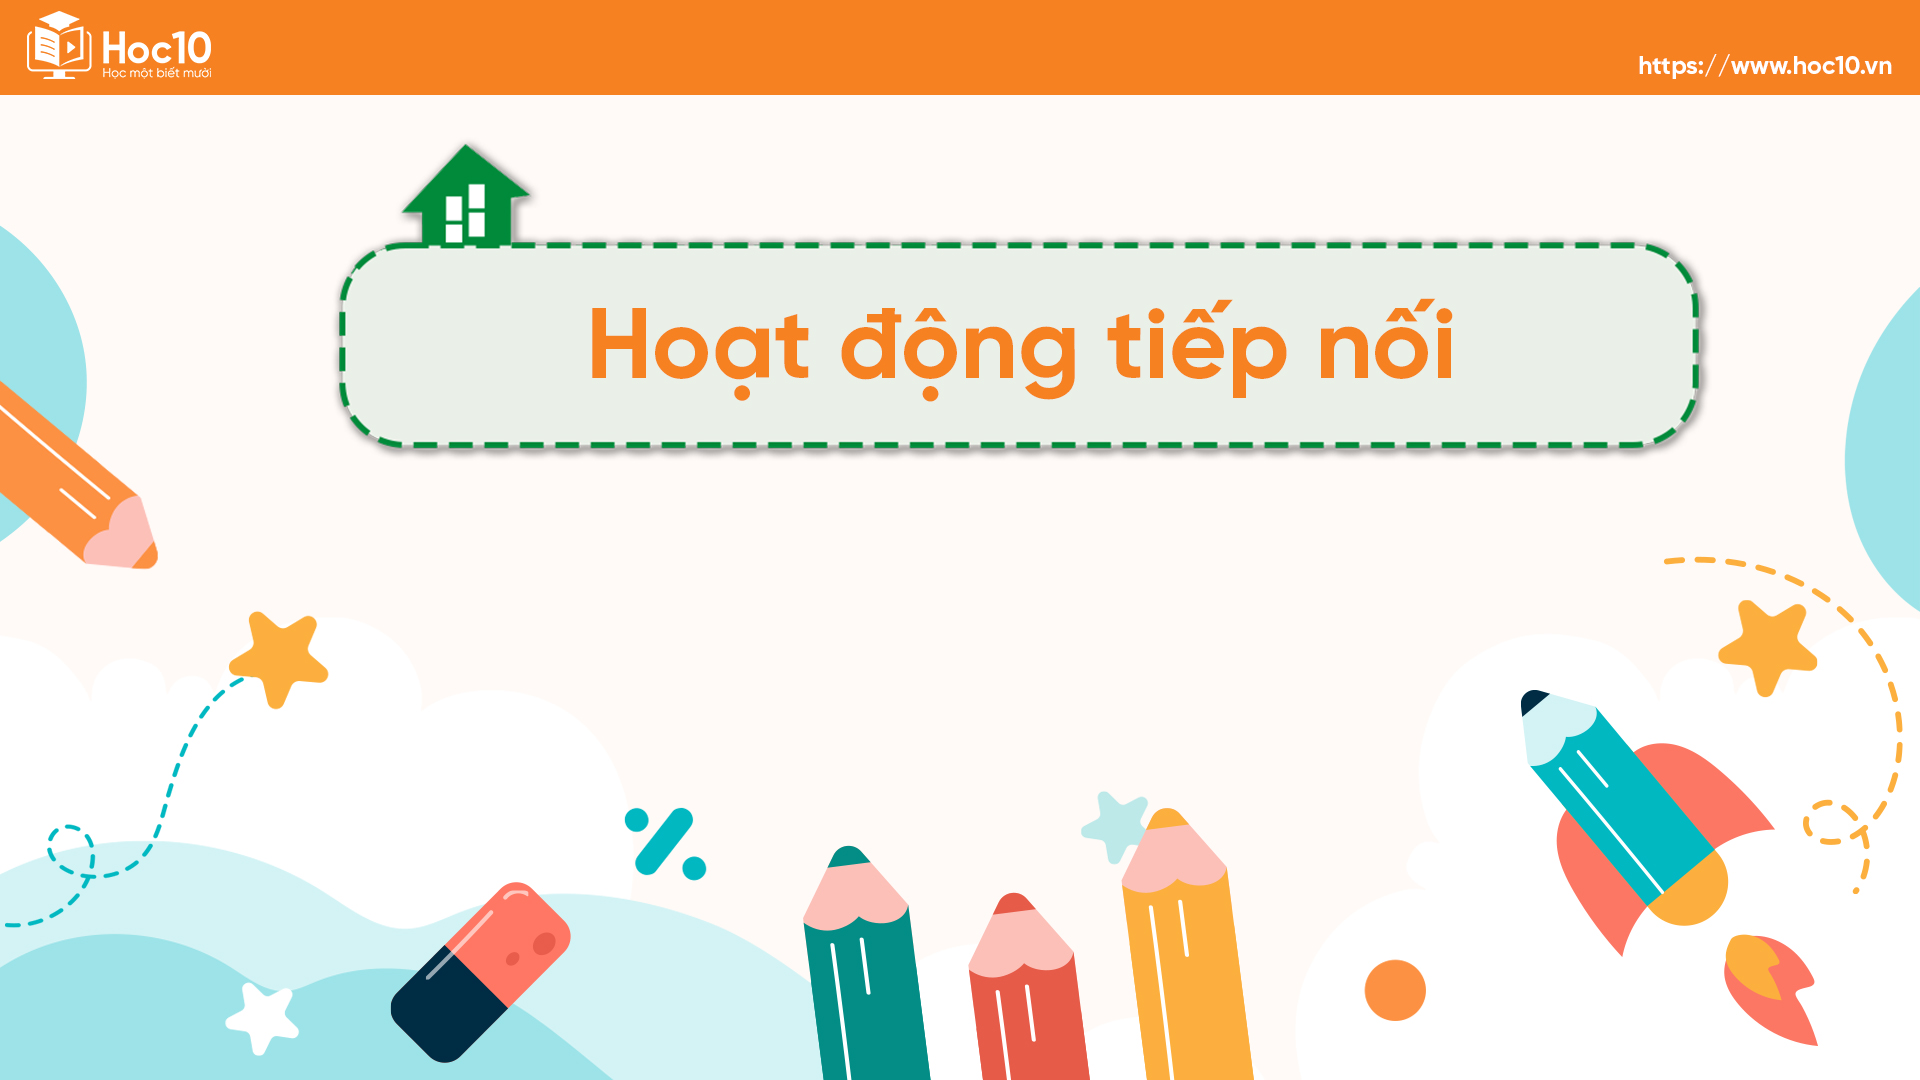 Hoc10
Học một biết mười
https://www.hoc10.vn
Hoạt động tiếp nối